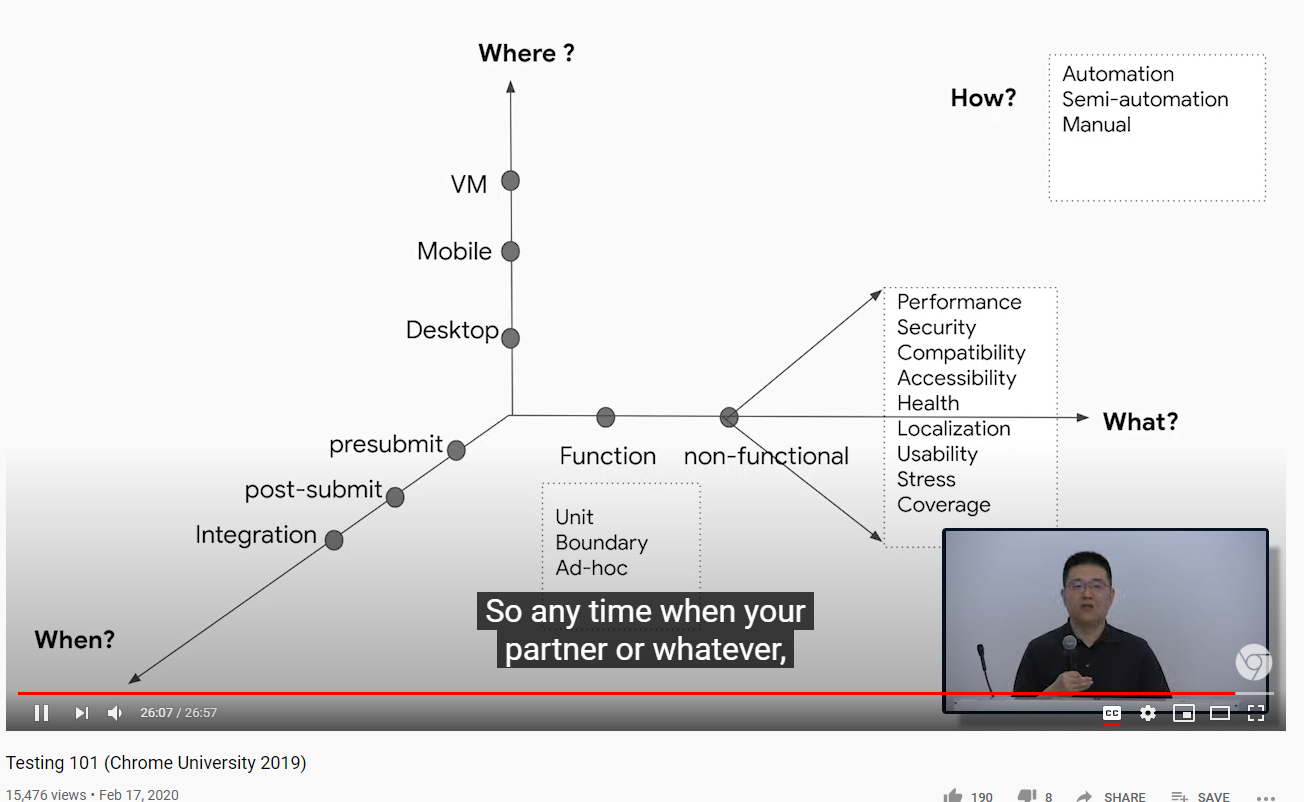 Where ?
How?
Automation
Semi-automation
Manual
VM
Mobile
Desktop
Performance
Security
Compatibility
Accessibility
Health
Localization
Usability
Stress
Coverage
What?
presubmit
post-submit
Integration
When?
Function
non-functional
Unit
Boundary
Ad-hoc
So any time when your
partner or whatever,
26:07 / 26:57
CC
Testing 101 (Chrome University 2019)
15,476 views • Feb 17, 2020
190
8
SHARE
SAVE